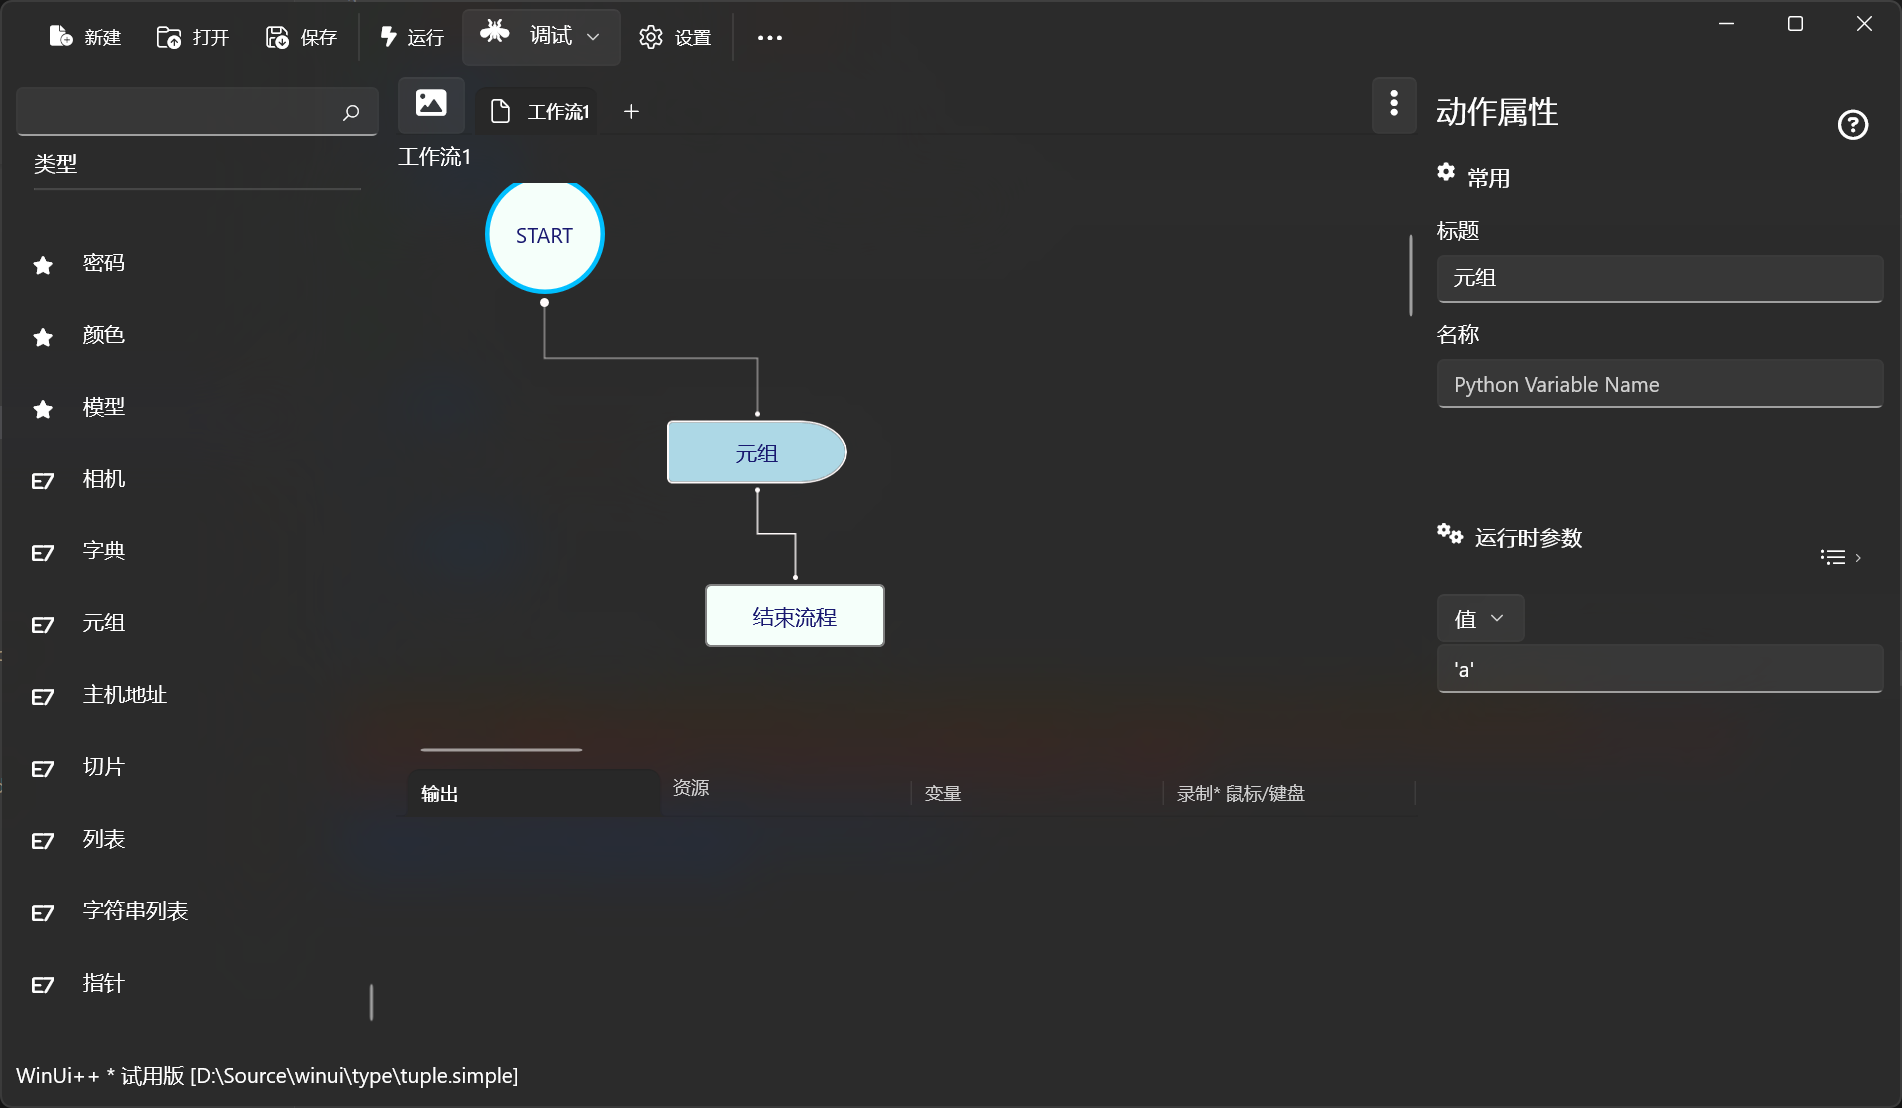 新建
打开
保存
运行
调试
设置
工作流1
类型
工作流1
密码
颜色
模型
相机
字典
元组
主机地址
切片
列表
字符串列表
指针
START
元组
结束流程
输出
资源
变量
录制* 鼠标/键盘
动作属性
常用
标题
元组
名称
Python Variable Name
运行时参数
值
'a'
WinUi++ * 试用版 [D:\Source\winui\type\tuple.simple]